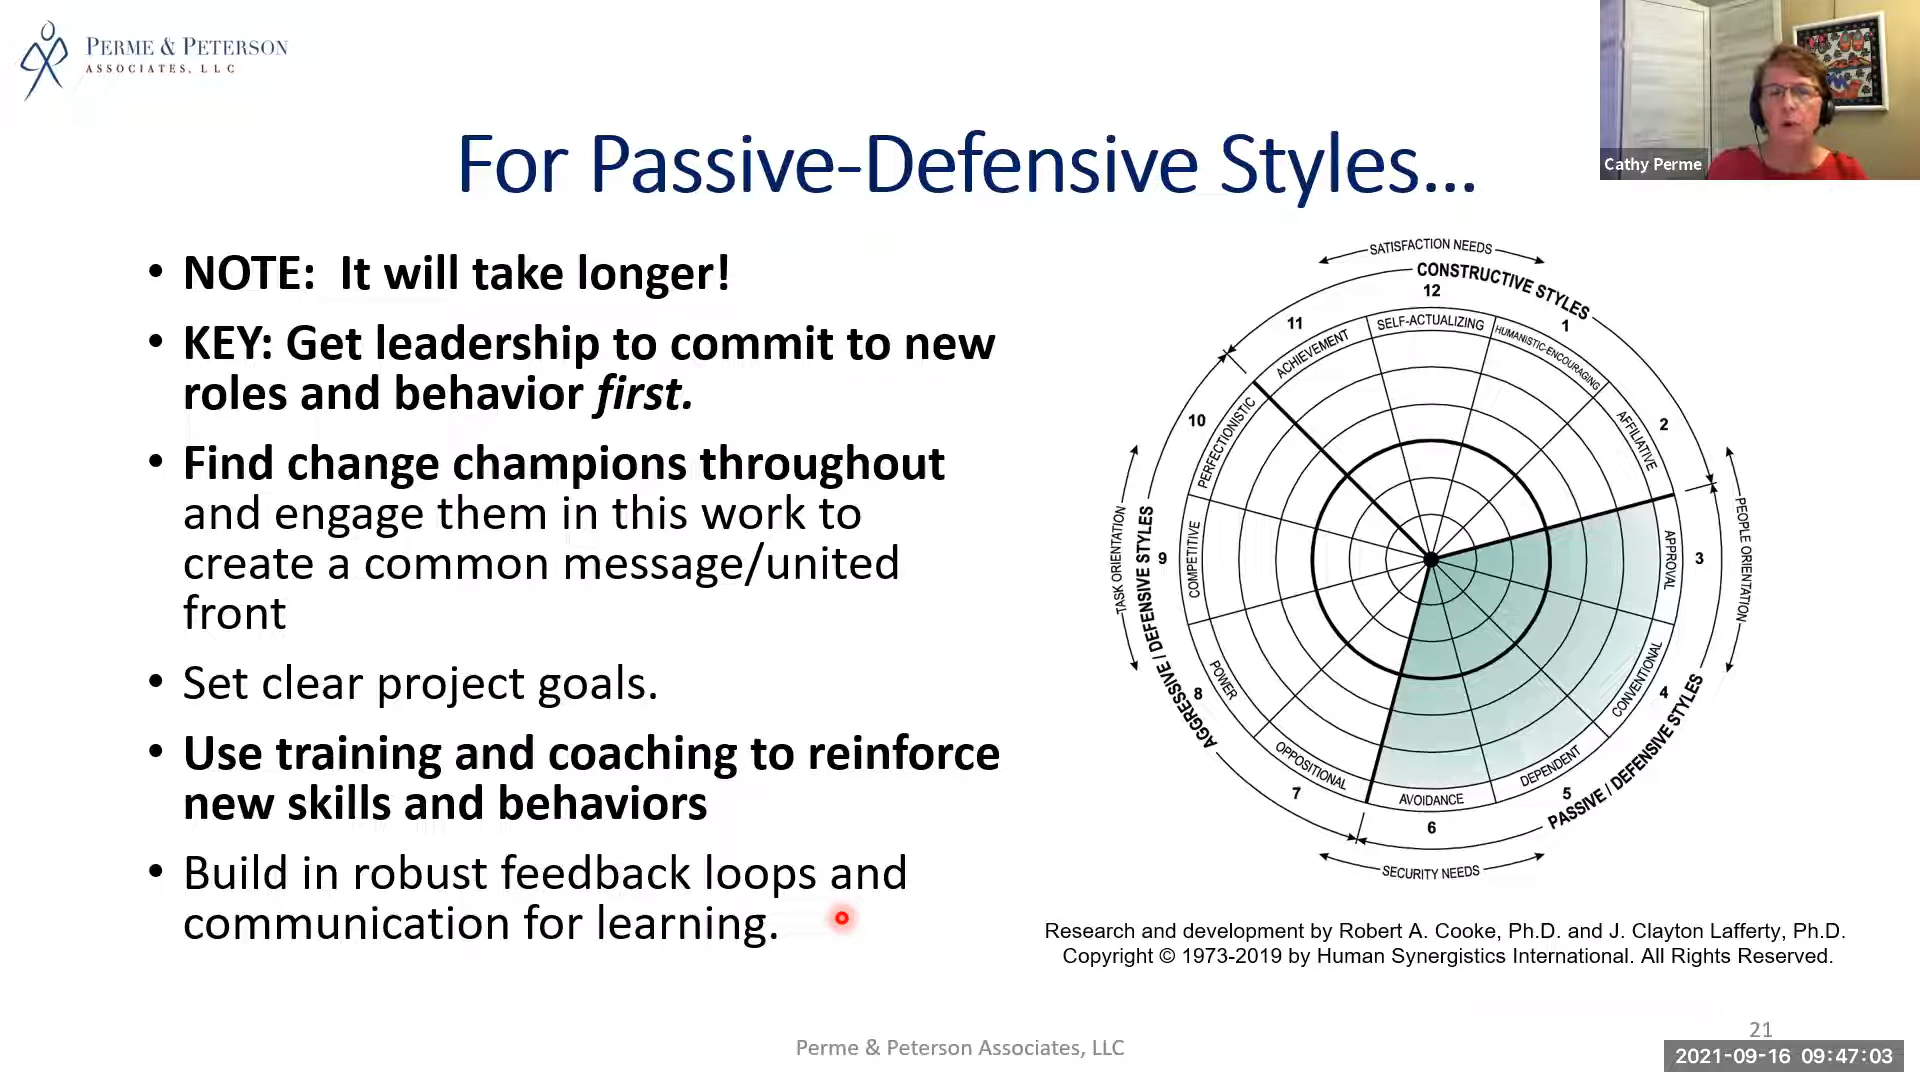 PERME & PETERSON
ASSOCIATES, LLC
Cathy Perme
For Passive-Defensive Styles...
• NOTE:  It will take longer!
• KEY: Get leadership to commit to new
roles and behavior first.
• Find change champions throughout
and engage them in this work to
create a common message/united
front
• Set clear project goals.
• Use training and coaching to reinforce
new skills and behaviors
• Build in robust feedback loops and
communication for learning.
SATISFACTION NEEDS
CONSTRUCTIVE STYLES
12
SELF-ACTUALIZING
1
HUMANISTIC-ENCOURAGING
2
AFFILIATIVE
PEOPLE ORIENTATION
3
APPROVAL
4
CONVENTIONAL
PASSIVE / DEFENSIVE STYLES
5
DEPENDENT
6
AVOIDANCE
SECURITY NEEDS
7
OPPOSITIONAL
8
POWER
AGGRESSIVE / DEFENSIVE STYLES
TASK ORIENTATION
9
COMPETITIVE
10
PERFECTIONISTIC
11
ACHIEVEMENT
Research and development by Robert A. Cooke, Ph.D. and J. Clayton Lafferty, Ph.D.
Copyright © 1973-2019 by Human Synergistics International. All Rights Reserved.
Perme & Peterson Associates, LLC
21
2021-09-16 09:47:03